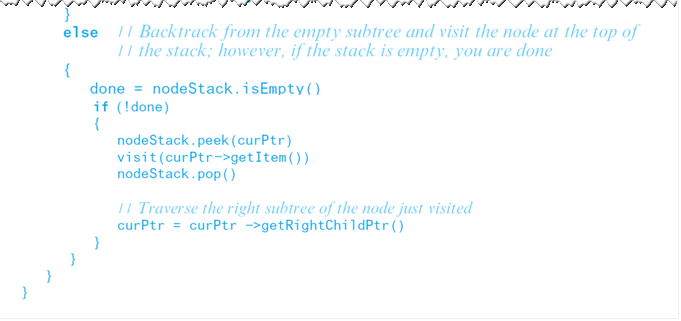 }
else // Backtrack from the empty subtree and visit the node at the top of
// the stack; however, if the stack is empty, you are done
{
done = nodeStack.isEmpty()
if (!done)
{
nodeStack.peek(curPtr)
visit(curPtr->getItem())
nodeStack.pop()
// Traverse the right subtree of the node just visited
curPtr = curPtr ->getRightChildPtr()
}
}
}
}